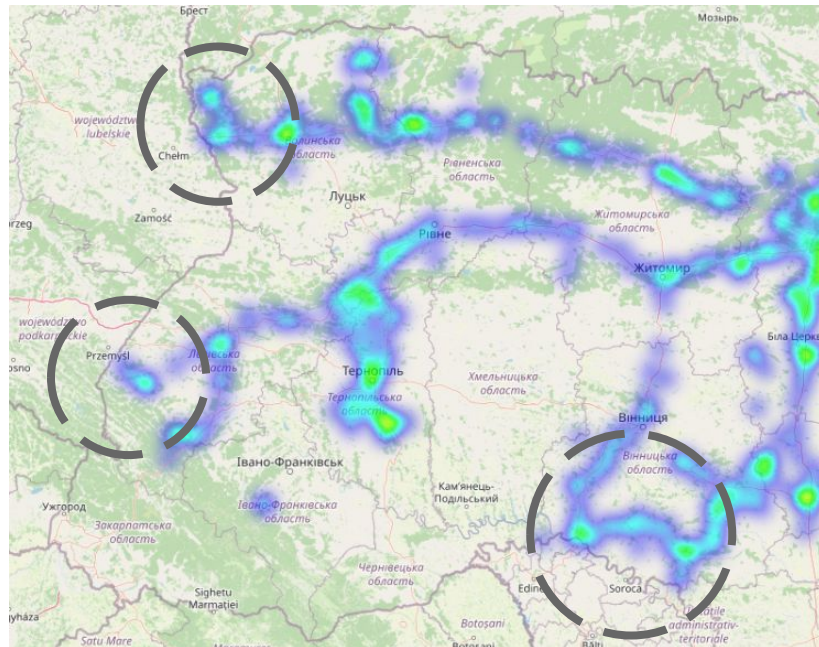 Брест
Мозырь
województwo
lubelskie
Chełm
Волинська
область
Рівненська
область
Луцьк
Zamość
Рівне
Житомирська
область
Житомир
województwo
podkarpackie
Przemyśl
Львівська
область
Біла Церкв
Тернопіль
Тернопільська
область
Хмельницька
область
Вінниця
Вінницька
область
Івано-Франківськ
Івано-Франківська
область
Кам'янець-
Подільський
Ужгород
Закарпатська
область
Чернівецька
область
Sighetu
Marmației
Edineț
Soroca
administrativ-
teritoriale
Botoșani
Botoșani
Bălți
Satu Mare